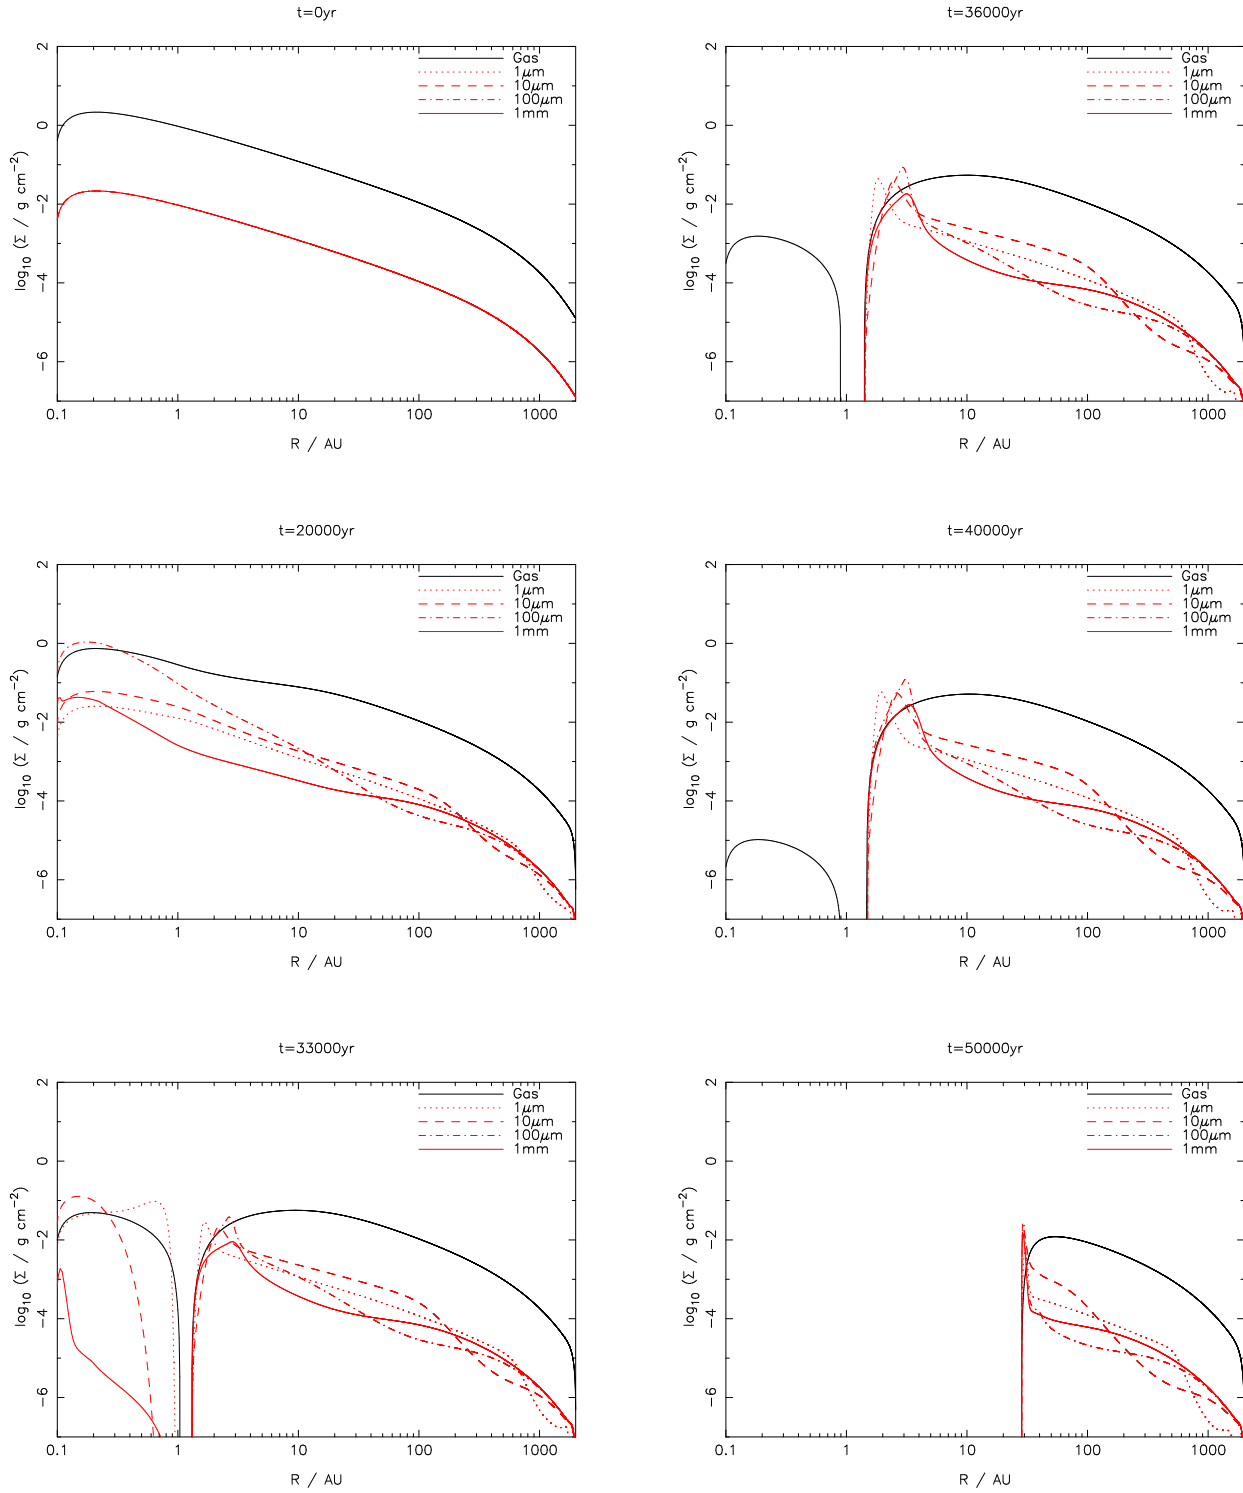 t=0yr
Gas
1μm
10μm
100μm
1mm
log10 (Σ / g cm−2)
2
0
−2
−4
−6
0.1 1 10 100 1000
R / AU
t=36000yr
Gas
1μm
10μm
100μm
1mm
log10 (Σ / g cm−2)
2
0
−2
−4
−6
0.1 1 10 100 1000
R / AU
t=20000yr
Gas
1μm
10μm
100μm
1mm
log10 (Σ / g cm−2)
2
0
−2
−4
−6
0.1 1 10 100 1000
R / AU
t=40000yr
Gas
1μm
10μm
100μm
1mm
log10 (Σ / g cm−2)
2
0
−2
−4
−6
0.1 1 10 100 1000
R / AU
t=33000yr
Gas
1μm
10μm
100μm
1mm
log10 (Σ / g cm−2)
2
0
−2
−4
−6
0.1 1 10 100 1000
R / AU
t=50000yr
Gas
1μm
10μm
100μm
1mm
log10 (Σ / g cm−2)
2
0
−2
−4
−6
0.1 1 10 100 1000
R / AU